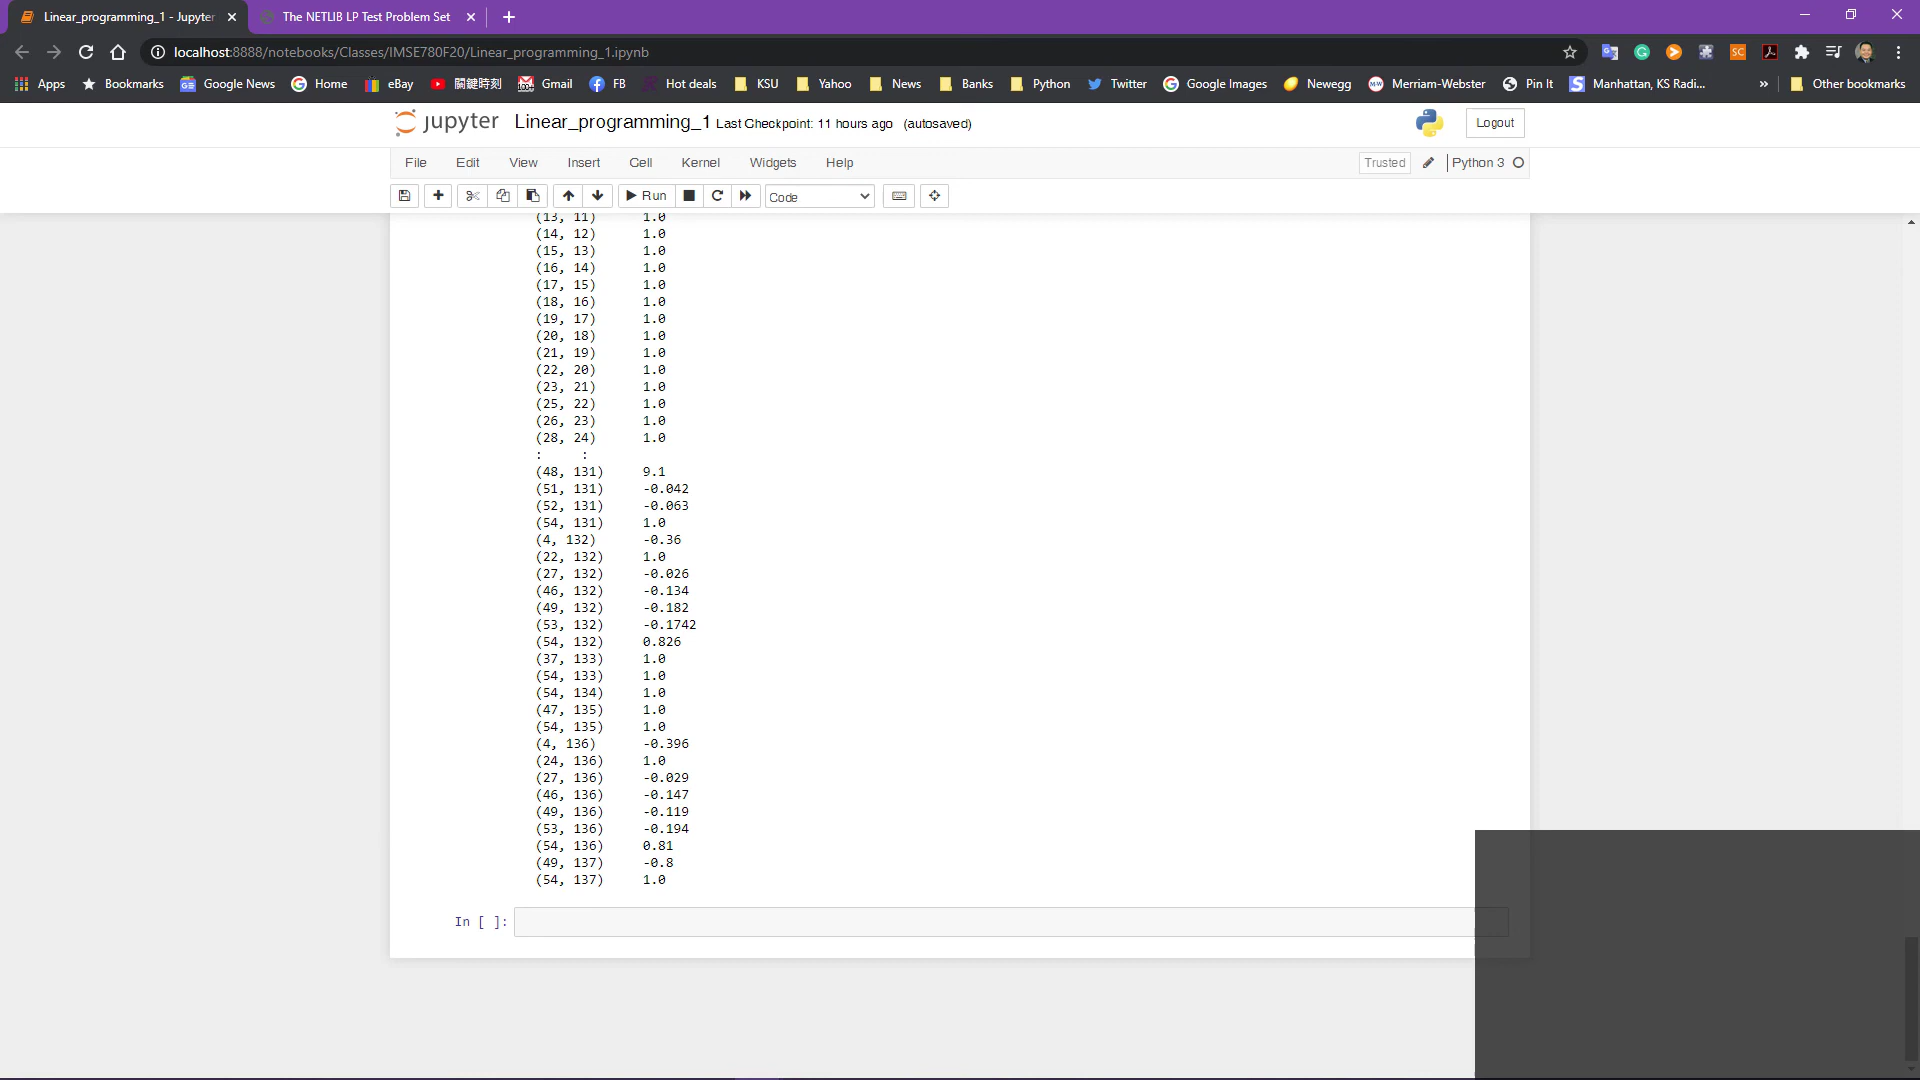 Linear_programming_1 - Jupyter
The NETLIB LP Test Problem Set
localhost:8888/notebooks/Classes/IMSE780F20/Linear_programming_1.ipynb
Apps Bookmarks Google News Home eBay 關鍵時刻 Gmail FB Hot deals KSU Yahoo News Banks Python Twitter Google Images Newegg Merriam-Webster Pin It Manhattan, KS Radi... » Other bookmarks
jupyter Linear_programming_1 Last Checkpoint: 11 hours ago (autosaved) Logout
File Edit View Insert Cell Kernel Widgets Help Trusted Python 3
Run Code
(13, 11) 1.0
(14, 12) 1.0
(15, 13) 1.0
(16, 14) 1.0
(17, 15) 1.0
(18, 16) 1.0
(19, 17) 1.0
(20, 18) 1.0
(21, 19) 1.0
(22, 20) 1.0
(23, 21) 1.0
(25, 22) 1.0
(26, 23) 1.0
(28, 24) 1.0
: :
(48, 131) 9.1
(51, 131) -0.042
(52, 131) -0.063
(54, 131) 1.0
(4, 132) -0.36
(22, 132) 1.0
(27, 132) -0.026
(46, 132) -0.134
(49, 132) -0.182
(53, 132) -0.1742
(54, 132) 0.826
(37, 133) 1.0
(54, 133) 1.0
(54, 134) 1.0
(47, 135) 1.0
(54, 135) 1.0
(4, 136) -0.396
(24, 136) 1.0
(27, 136) -0.029
(46, 136) -0.147
(49, 136) -0.119
(53, 136) -0.194
(54, 136) 0.81
(49, 137) -0.8
(54, 137) 1.0
In [ ]: